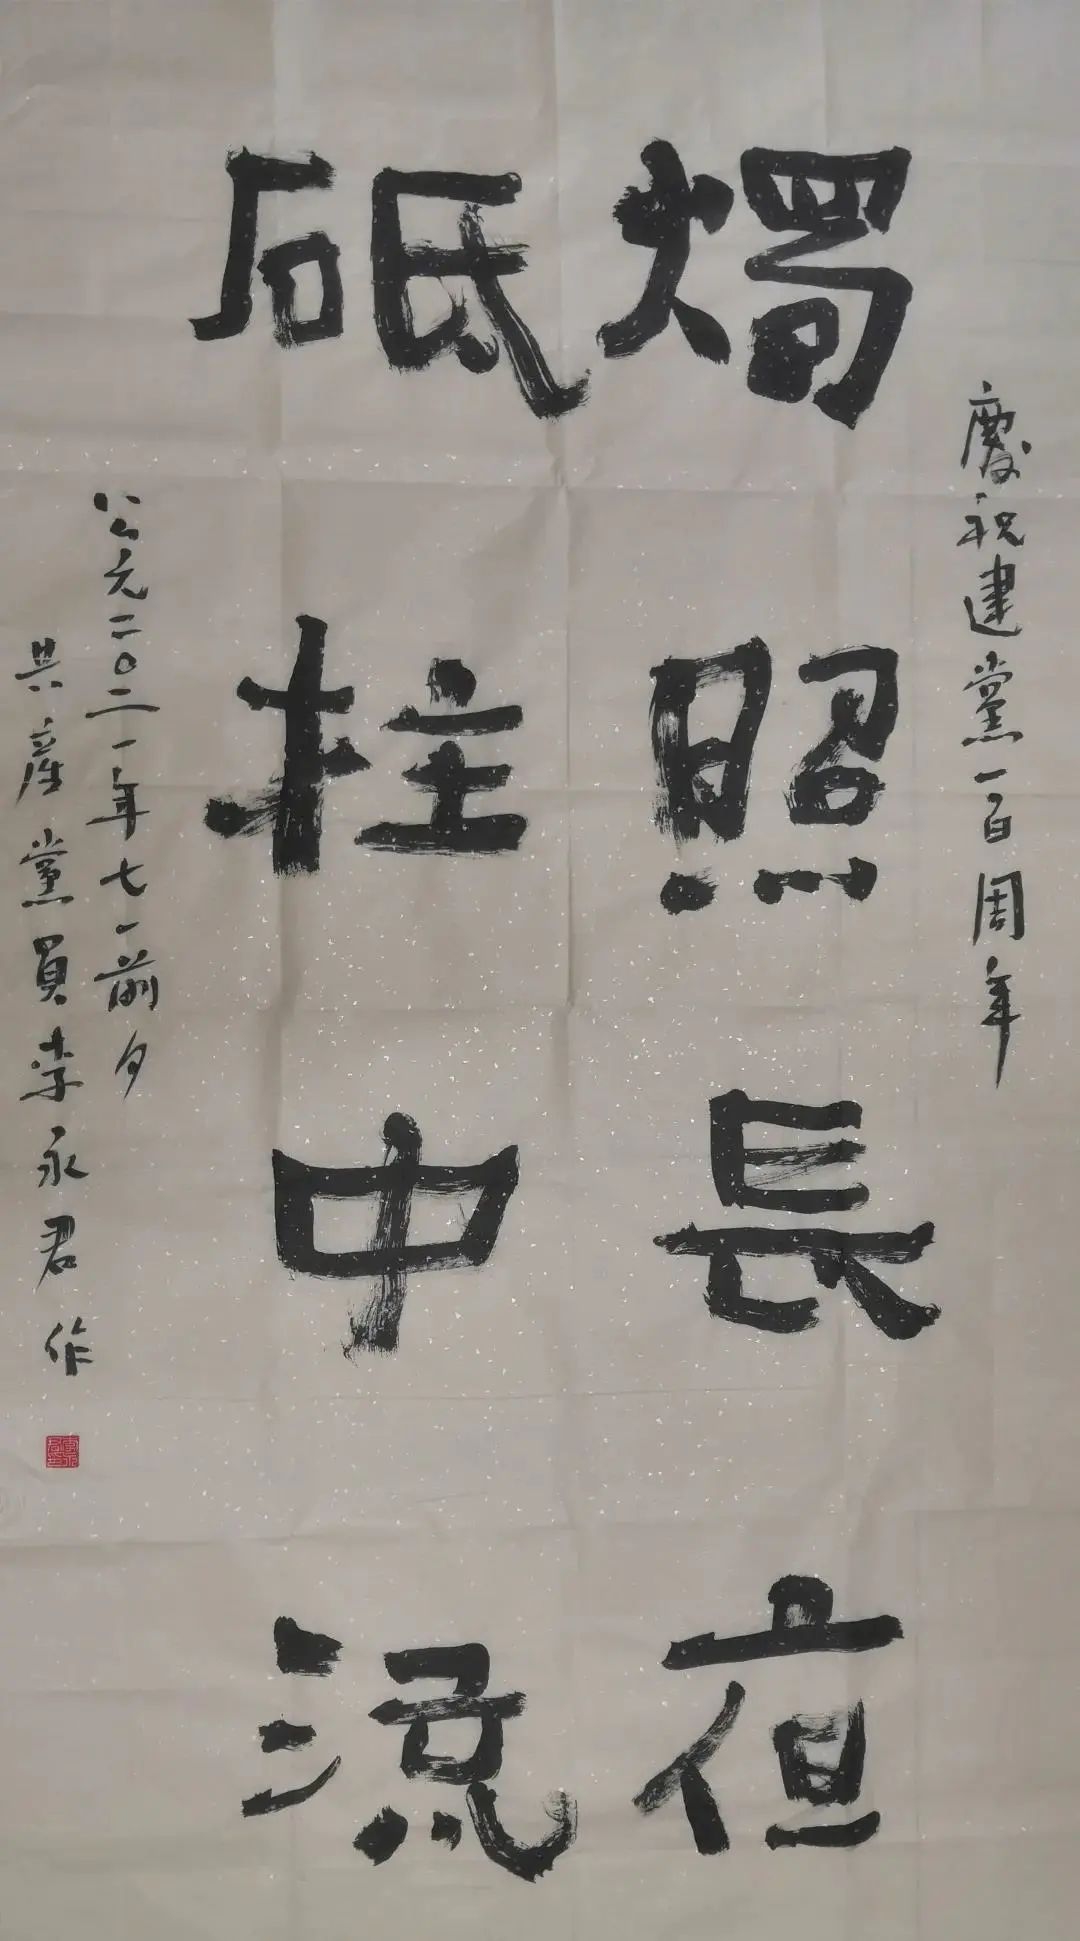 慶祝建黨一百周年
燭照長夜
砥柱中流
公元二〇二一年七一前夕
共產黨員李永君作